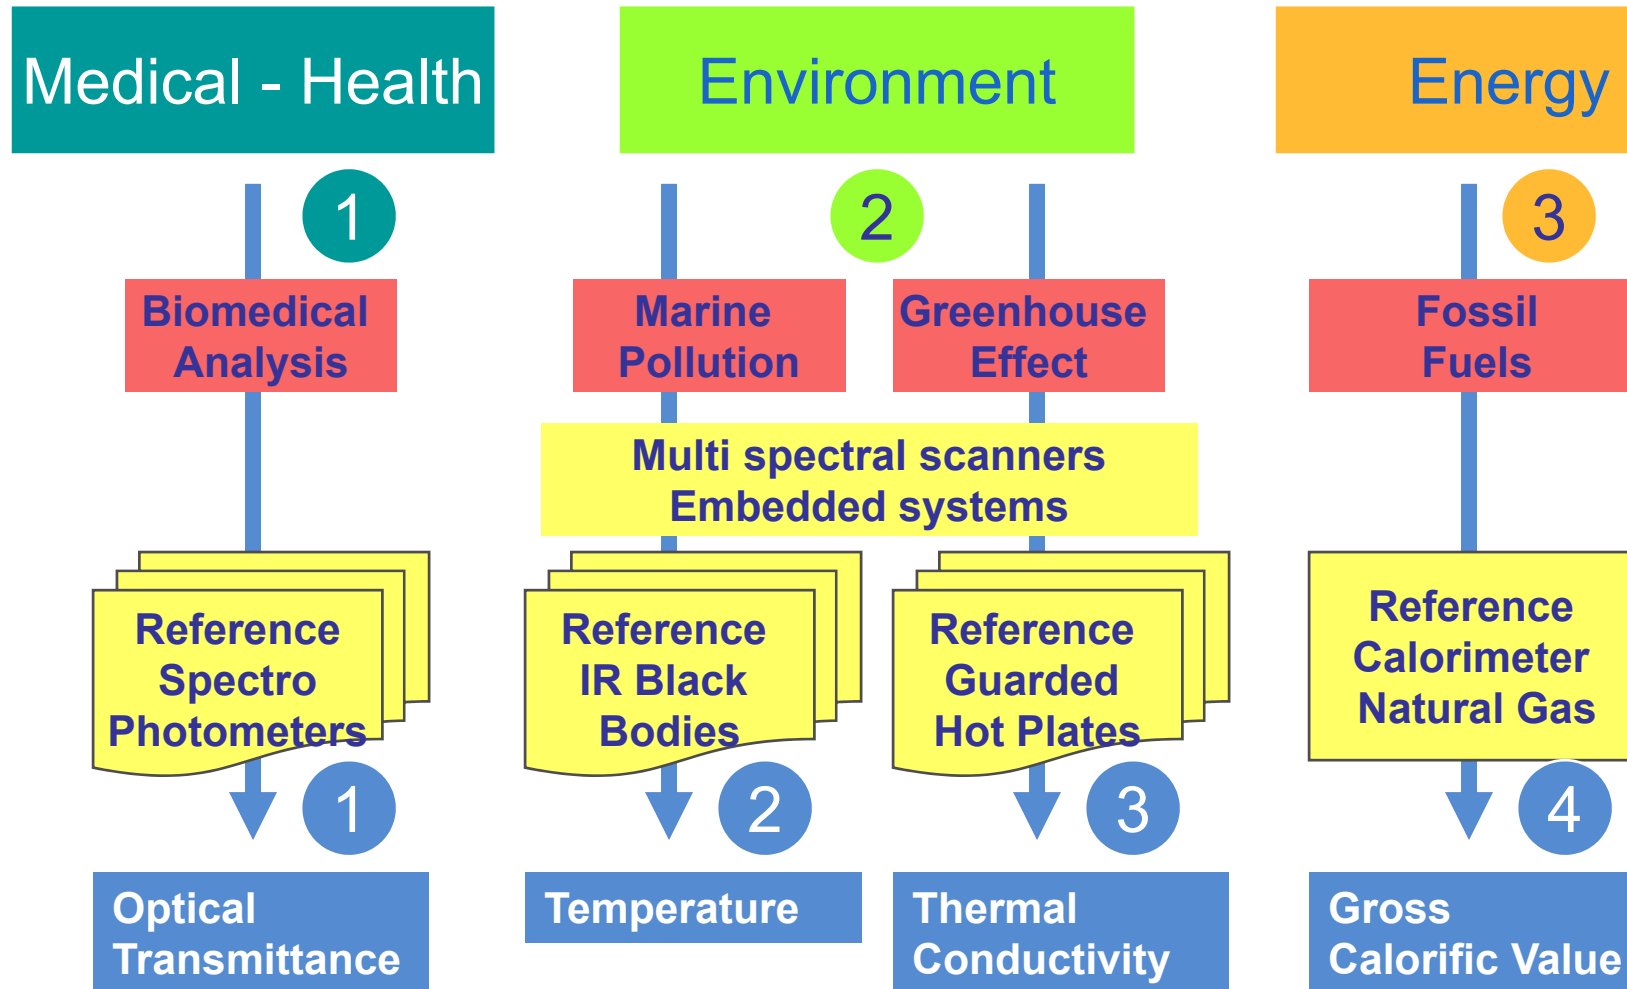 Medical - Health
Environment
Energy
1
2
3
Biomedical
Analysis
Marine
Pollution
Greenhouse
Effect
Fossil
Fuels
Multi spectral scanners
Embedded systems
Reference
Spectro
Photometers
Reference
IR Black
Bodies
Reference
Guarded
Hot Plates
Reference
Calorimeter
Natural Gas
1
2
3
4
Optical
Transmittance
Temperature
Thermal
Conductivity
Gross
Calorific Value